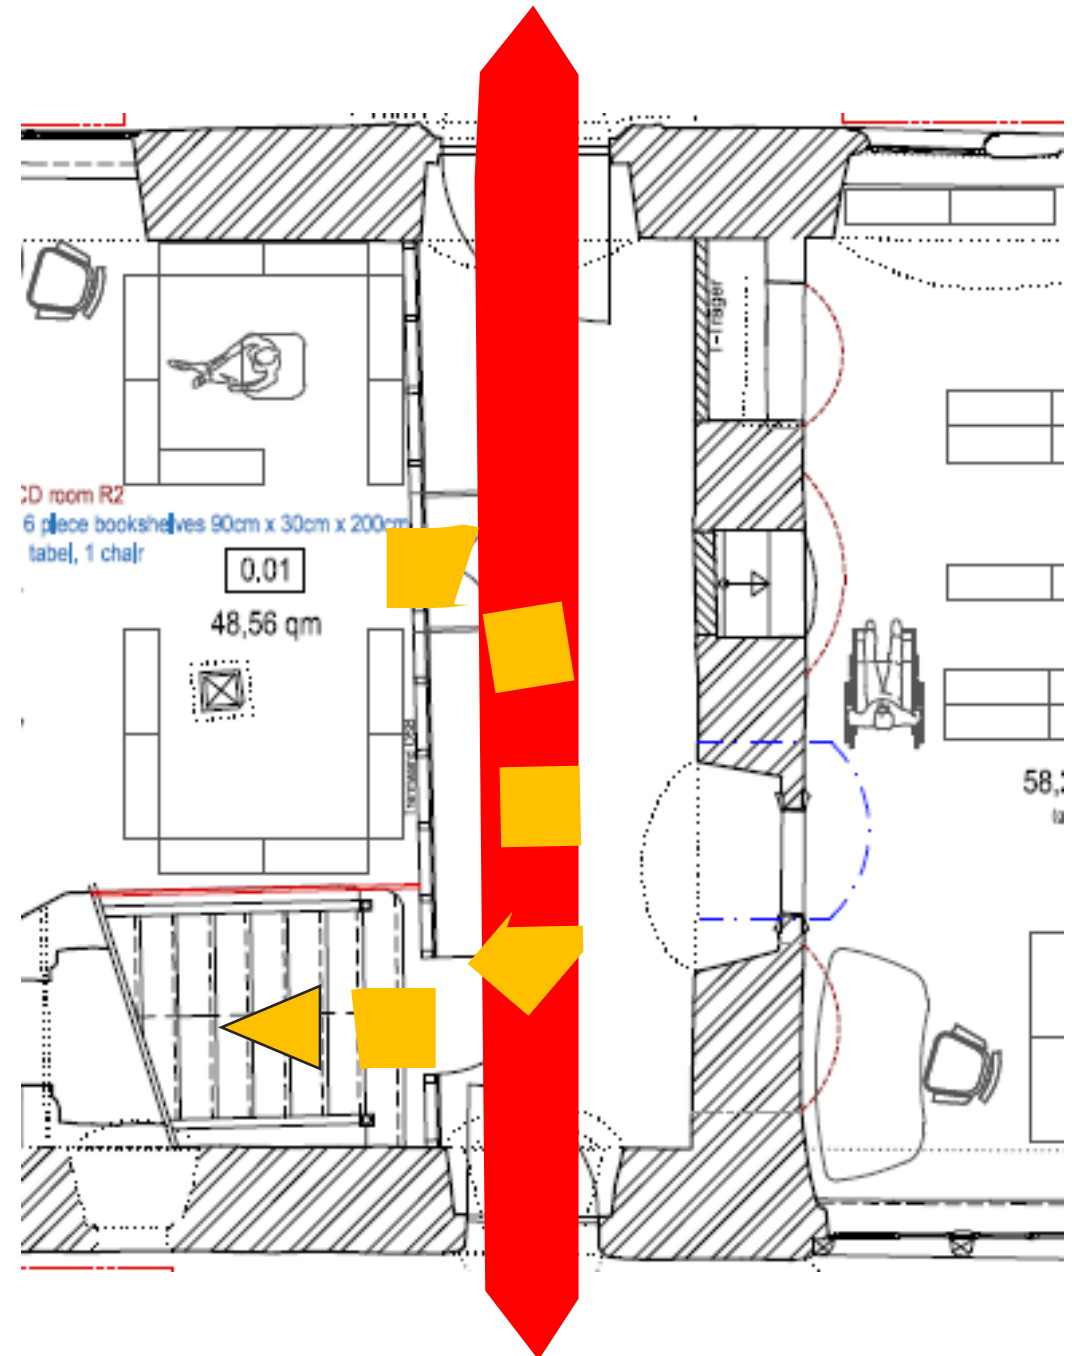 T-Träger
CD room R2
6 piece bookshelves 90cm x 30cm x 200cm
tabel, 1 chair
0.01
48,56 qm
58,